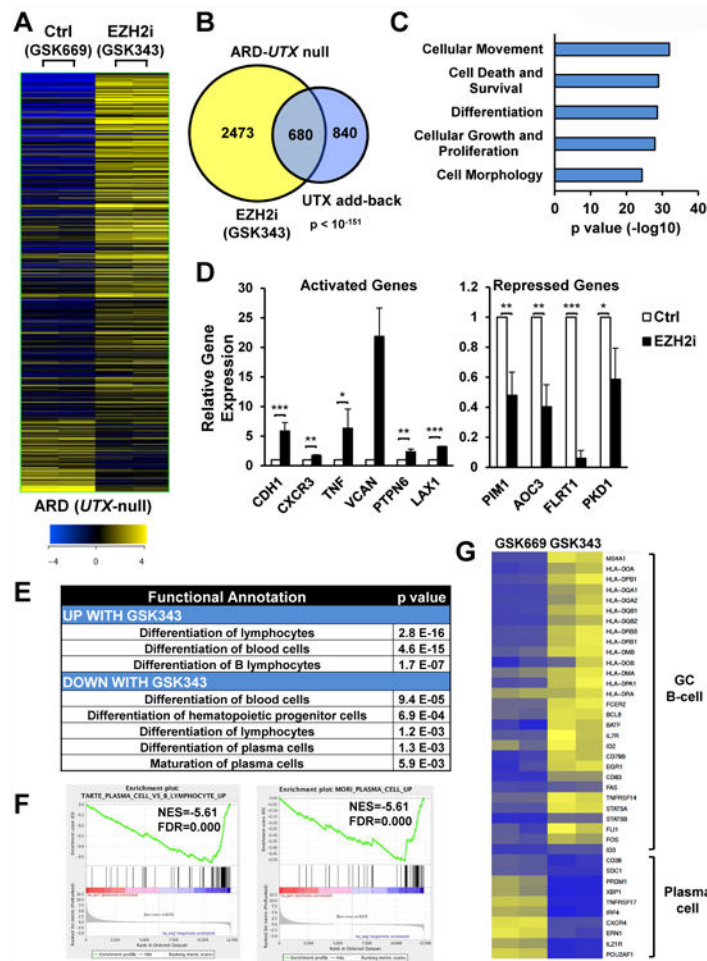 A
Ctrl
(GSK669)
EZH2i
(GSK343)
ARD (UTX-null)
−4
0
4
B
ARD-UTX null
2473
680
840
EZH2i
(GSK343)
UTX add-back
p < 10-151
C
Cellular Movement
Cell Death and
Survival
Differentiation
Cellular Growth and
Proliferation
Cell Morphology
0 10 20 30 40
p value (-log10)
D
Relative Gene
Expression
Activated Genes
30
25
20
15
10
5
0
***
**
*
**
***
CDH1
CXCR3
TNF
VCAN
PTPN6
LAX1
Repressed Genes
1.2
1
0.8
0.6
0.4
0.2
0
**
**
***
*
PIM1
AOC3
FLRT1
PKD1
Ctrl
EZH2i
E
Functional Annotation p value
UP WITH GSK343
Differentiation of lymphocytes 2.8 E-16
Differentiation of blood cells 4.6 E-15
Differentiation of B lymphocytes 1.7 E-07
DOWN WITH GSK343
Differentiation of blood cells 9.4 E-05
Differentiation of hematopoietic progenitor cells 6.9 E-04
Differentiation of lymphocytes 1.2 E-03
Differentiation of plasma cells 1.3 E-03
Maturation of plasma cells 5.9 E-03
F
Enrichment plot:
TARTE_PLASMA_CELL_VS_B_LYMPHOCYTE_UP
NES=-5.61
FDR=0.000
Rank in Ordered Dataset
Enrichment plot: MORI_PLASMA_CELL_UP
NES=-5.61
FDR=0.000
Rank in Ordered Dataset
G
GSK669 GSK343
MS4A1
HLA-DOA
HLA-DPB1
HLA-DQA1
HLA-DQA2
HLA-DQB1
HLA-DQB2
HLA-DRB5
HLA-DRB1
HLA-DMB
HLA-DOB
HLA-DMA
HLA-DPA1
HLA-DRA
FCER2
BCL6
BATF
IL7R
ID2
CD79B
EGR1
CD83
FAS
TNFRSF14
STAT5A
STAT5B
FLI1
FOS
ID3
CD38
SDC1
PRDM1
XBP1
TNFRSF17
IRF4
CXCR4
ERN1
IL21R
POU2AF1
GC
B-cell
Plasma
cell